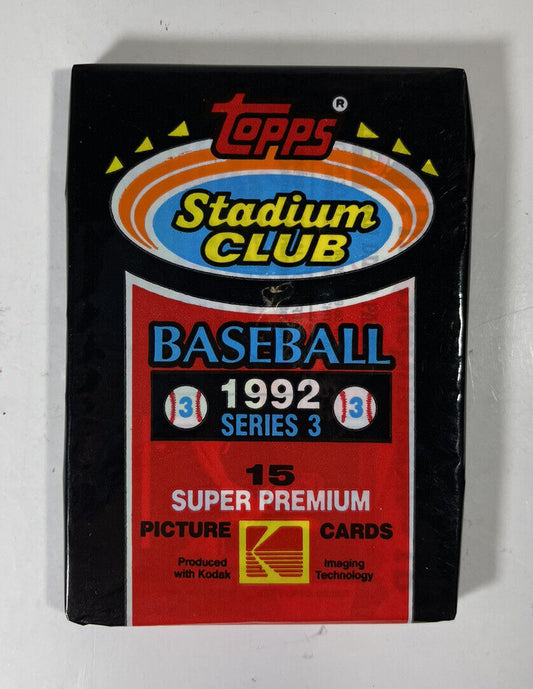 Topps ®
Stadium
CLUB
BASEBALL
3 1992 3
SERIES 3
15
SUPER PREMIUM
PICTURE CARDS
Produced Imaging
with Kodak Technology